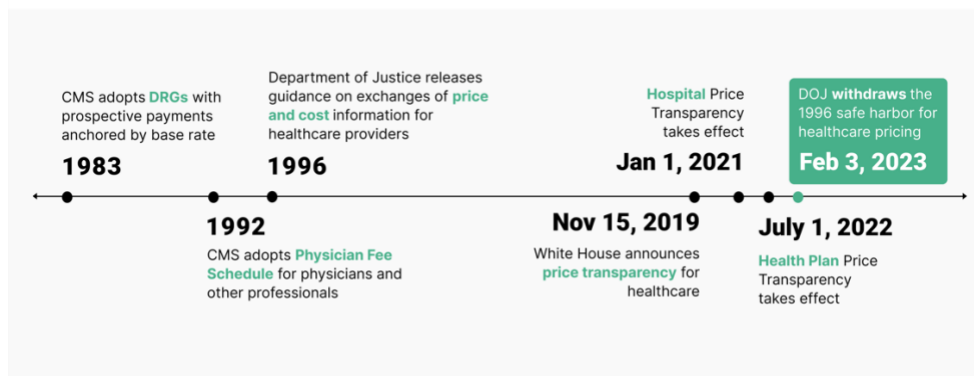 CMS adopts DRGs with
prospective payments
anchored by base rate
1983
Department of Justice releases
guidance on exchanges of price
and cost information for
healthcare providers
1996
Hospital Price
Transparency
takes effect
Jan 1, 2021
DOJ withdraws the
1996 safe harbor for
healthcare pricing
Feb 3, 2023
1992
CMS adopts Physician Fee
Schedule for physicians and
other professionals
Nov 15, 2019
White House announces
price transparency for
healthcare
July 1, 2022
Health Plan Price
Transparency
takes effect